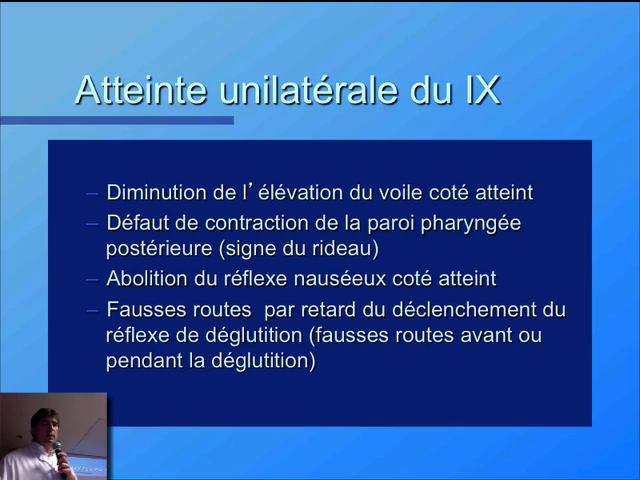 Atteinte unilatérale du IX
– Diminution de l’élévation du voile coté atteint
– Défaut de contraction de la paroi pharyngée
postérieure (signe du rideau)
– Abolition du réflexe nauséeux coté atteint
– Fausses routes par retard du déclenchement du
réflexe de déglutition (fausses routes avant ou
pendant la déglutition)